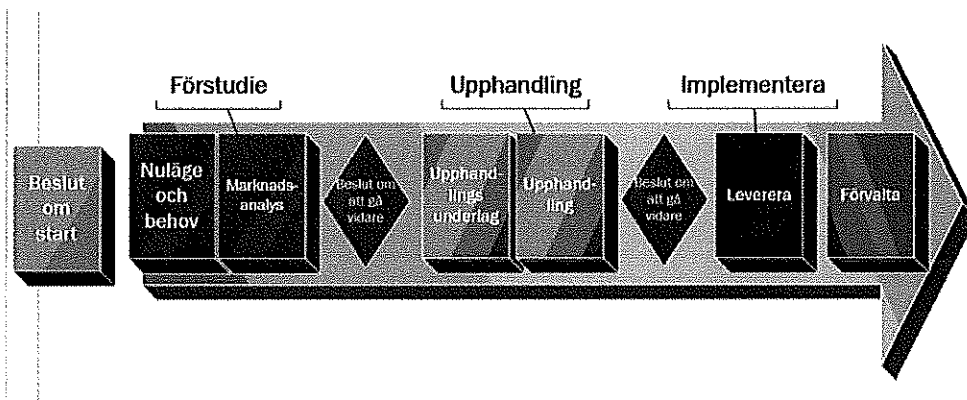 Förstudie
Upphandling
Implementera
Beslut
om
start
Nuläge
och
behov
Marknads-
analys
Beslut om
att gå
vidare
Upphand-
lings
underlag
Upphand-
ling
Beslut om
att gå
vidare
Leverera
Förvalta